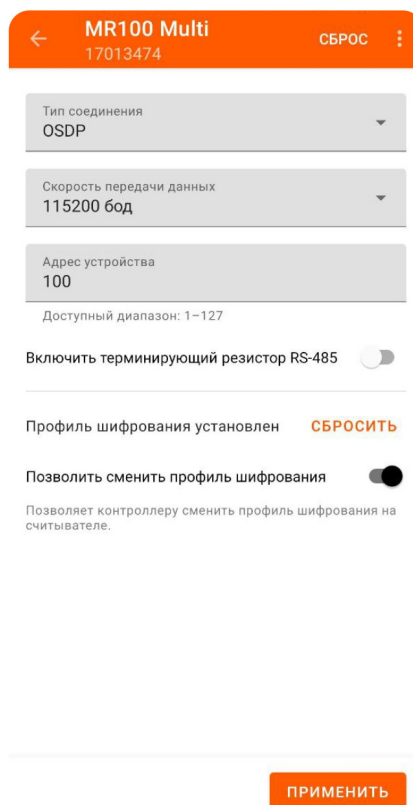 MR100 Multi
17013474
СБРОС
Тип соединения
OSDP
Скорость передачи данных
115200 бод
Адрес устройства
100
Доступный диапазон: 1–127
Включить терминирующий резистор RS-485
Профиль шифрования установлен СБРОСИТЬ
Позволить сменить профиль шифрования
Позволяет контроллеру сменить профиль шифрования на
считывателе.
ПРИМЕНИТЬ